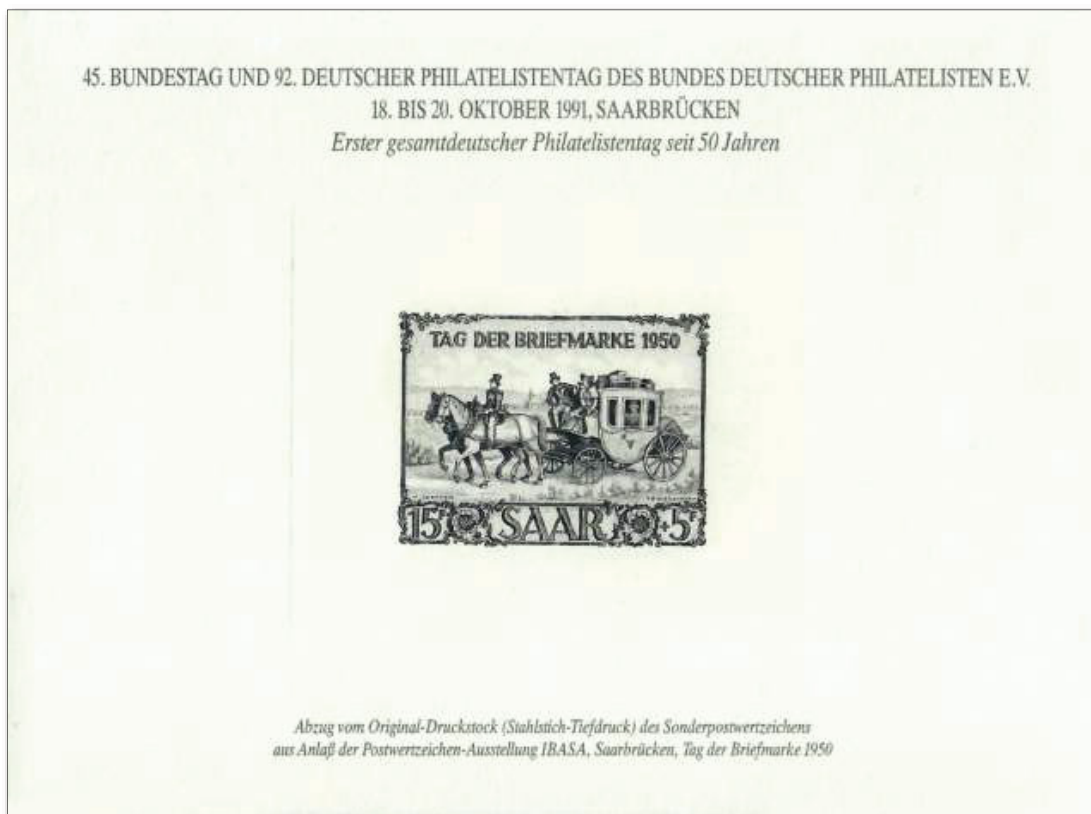 45. BUNDESTAG UND 92. DEUTSCHER PHILATELISTENTAG DES BUNDES DEUTSCHER PHILATELISTEN E.V.
18. BIS 20. OKTOBER 1991, SAARBRÜCKEN
Erster gesamtdeutscher Philatelistentag seit 50 Jahren
TAG DER BRIEFMARKE 1950
15F SAAR +5F
Abzug vom Original-Druckstock (Stahlstich-Tiefdruck) des Sonderpostwertzeichens
aus Anlaß der Postwertzeichen-Ausstellung IBASA, Saarbrücken, Tag der Briefmarke 1950